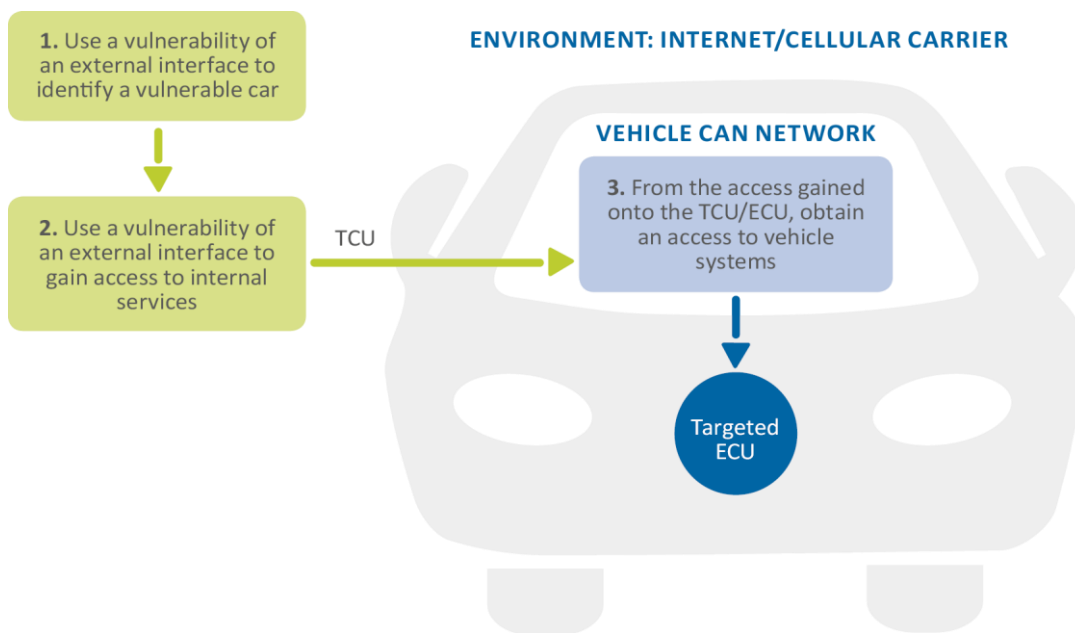 1. Use a vulnerability of
an external interface to
identify a vulnerable car
ENVIRONMENT: INTERNET/CELLULAR CARRIER
VEHICLE CAN NETWORK
2. Use a vulnerability of
an external interface to
gain access to internal
services
TCU
3. From the access gained
onto the TCU/ECU, obtain
an access to vehicle
systems
Targeted
ECU